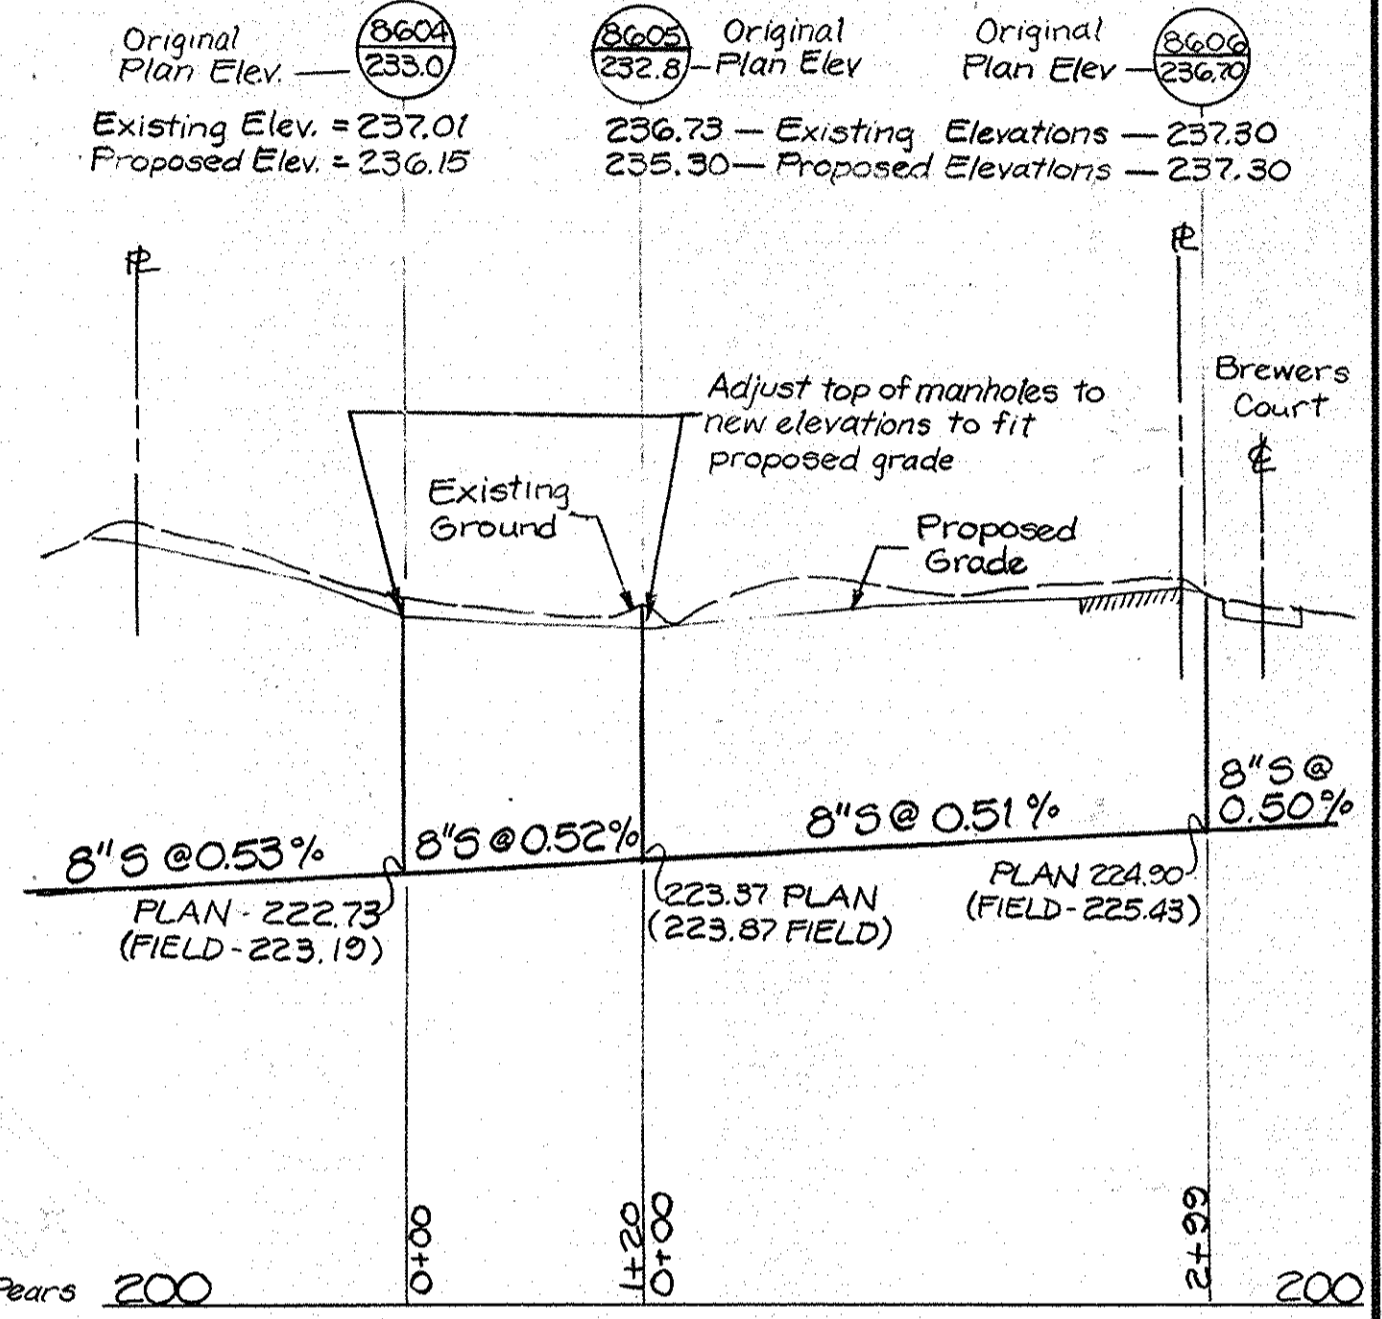 Original
Plan Elev.
8604
233.0
8605
232.8
Original
Plan Elev
Original
Plan Elev
8606
236.70
Existing Elev. = 237.01
Proposed Elev. = 236.15
236.73 — Existing Elevations — 237.30
235.30 — Proposed Elevations — 237.30
PL
PL
Brewers
Court
CL
Adjust top of manholes to
new elevations to fit
proposed grade
Existing
Ground
Proposed
Grade
8"S @ 0.53%
8"S @ 0.52%
8"S @ 0.51%
8"S @
0.50%
PLAN - 222.73
(FIELD - 223.19)
223.37 PLAN
(223.87 FIELD)
PLAN 224.90
(FIELD - 225.43)
0+00
1+20
0+00
2+99
Pears 200
200